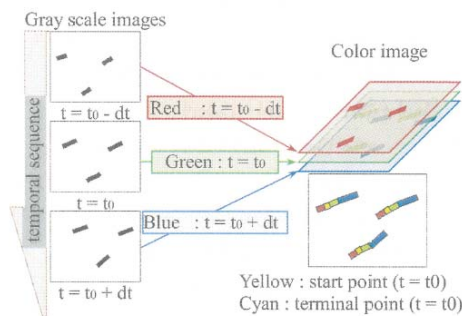 Gray scale images
Color image
temporal sequence
t = t0 - dt
Red : t = t0 - dt
Green : t = t0
t = t0
Blue : t = t0 + dt
t = t0 + dt
Yellow : start point (t = t0)
Cyan : terminal point (t = t0)